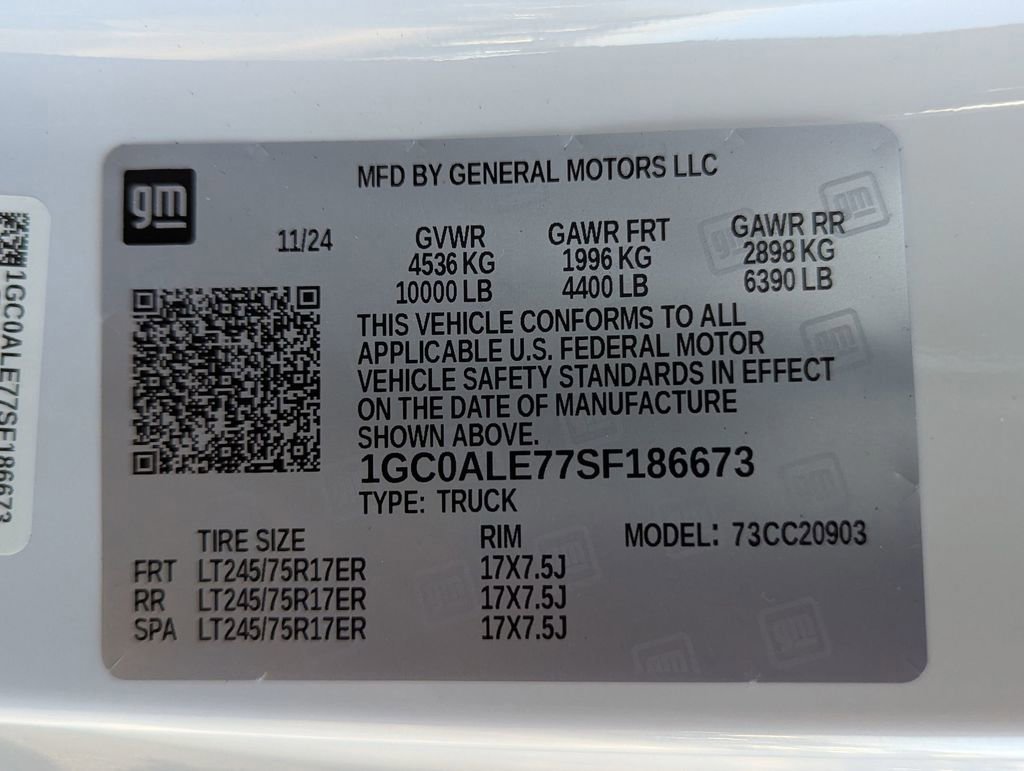 MFD BY GENERAL MOTORS LLC
gm
11/24
GVWR GAWR FRT GAWR RR
4536 KG 1996 KG 2898 KG
10000 LB 4400 LB 6390 LB
THIS VEHICLE CONFORMS TO ALL
APPLICABLE U.S. FEDERAL MOTOR
VEHICLE SAFETY STANDARDS IN EFFECT
ON THE DATE OF MANUFACTURE
SHOWN ABOVE.
1GC0ALE77SF186673
TYPE: TRUCK
TIRE SIZE RIM MODEL: 73CC20903
FRT LT245/75R17ER 17X7.5J
RR LT245/75R17ER 17X7.5J
SPA LT245/75R17ER 17X7.5J
1GC0ALE77SF186673